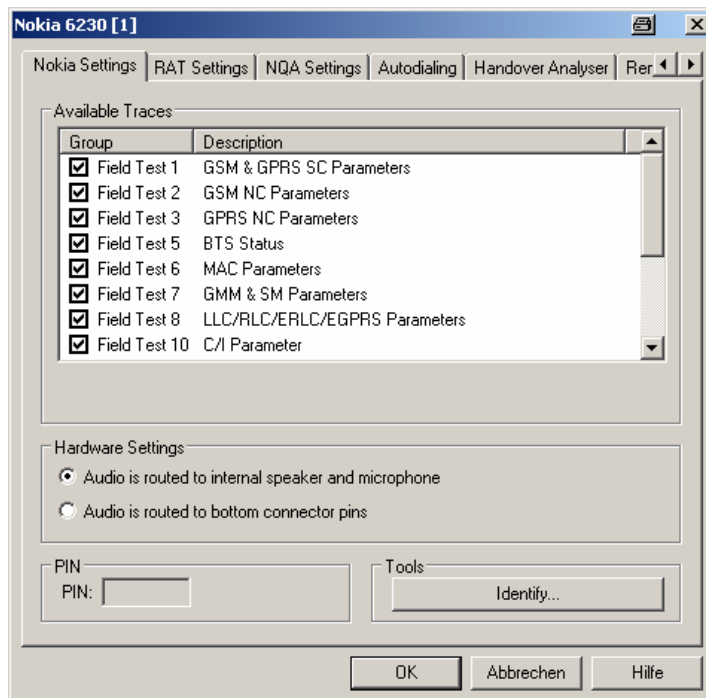 Nokia 6230 [1]
Nokia Settings RAT Settings NQA Settings Autodialing Handover Analyser Rer
Available Traces
Group Description
Field Test 1 GSM & GPRS SC Parameters
Field Test 2 GSM NC Parameters
Field Test 3 GPRS NC Parameters
Field Test 5 BTS Status
Field Test 6 MAC Parameters
Field Test 7 GMM & SM Parameters
Field Test 8 LLC/RLC/ERLC/EGPRS Parameters
Field Test 10 C/I Parameter
Hardware Settings
Audio is routed to internal speaker and microphone
Audio is routed to bottom connector pins
PIN Tools
PIN: Identify...
OK Abbrechen Hilfe